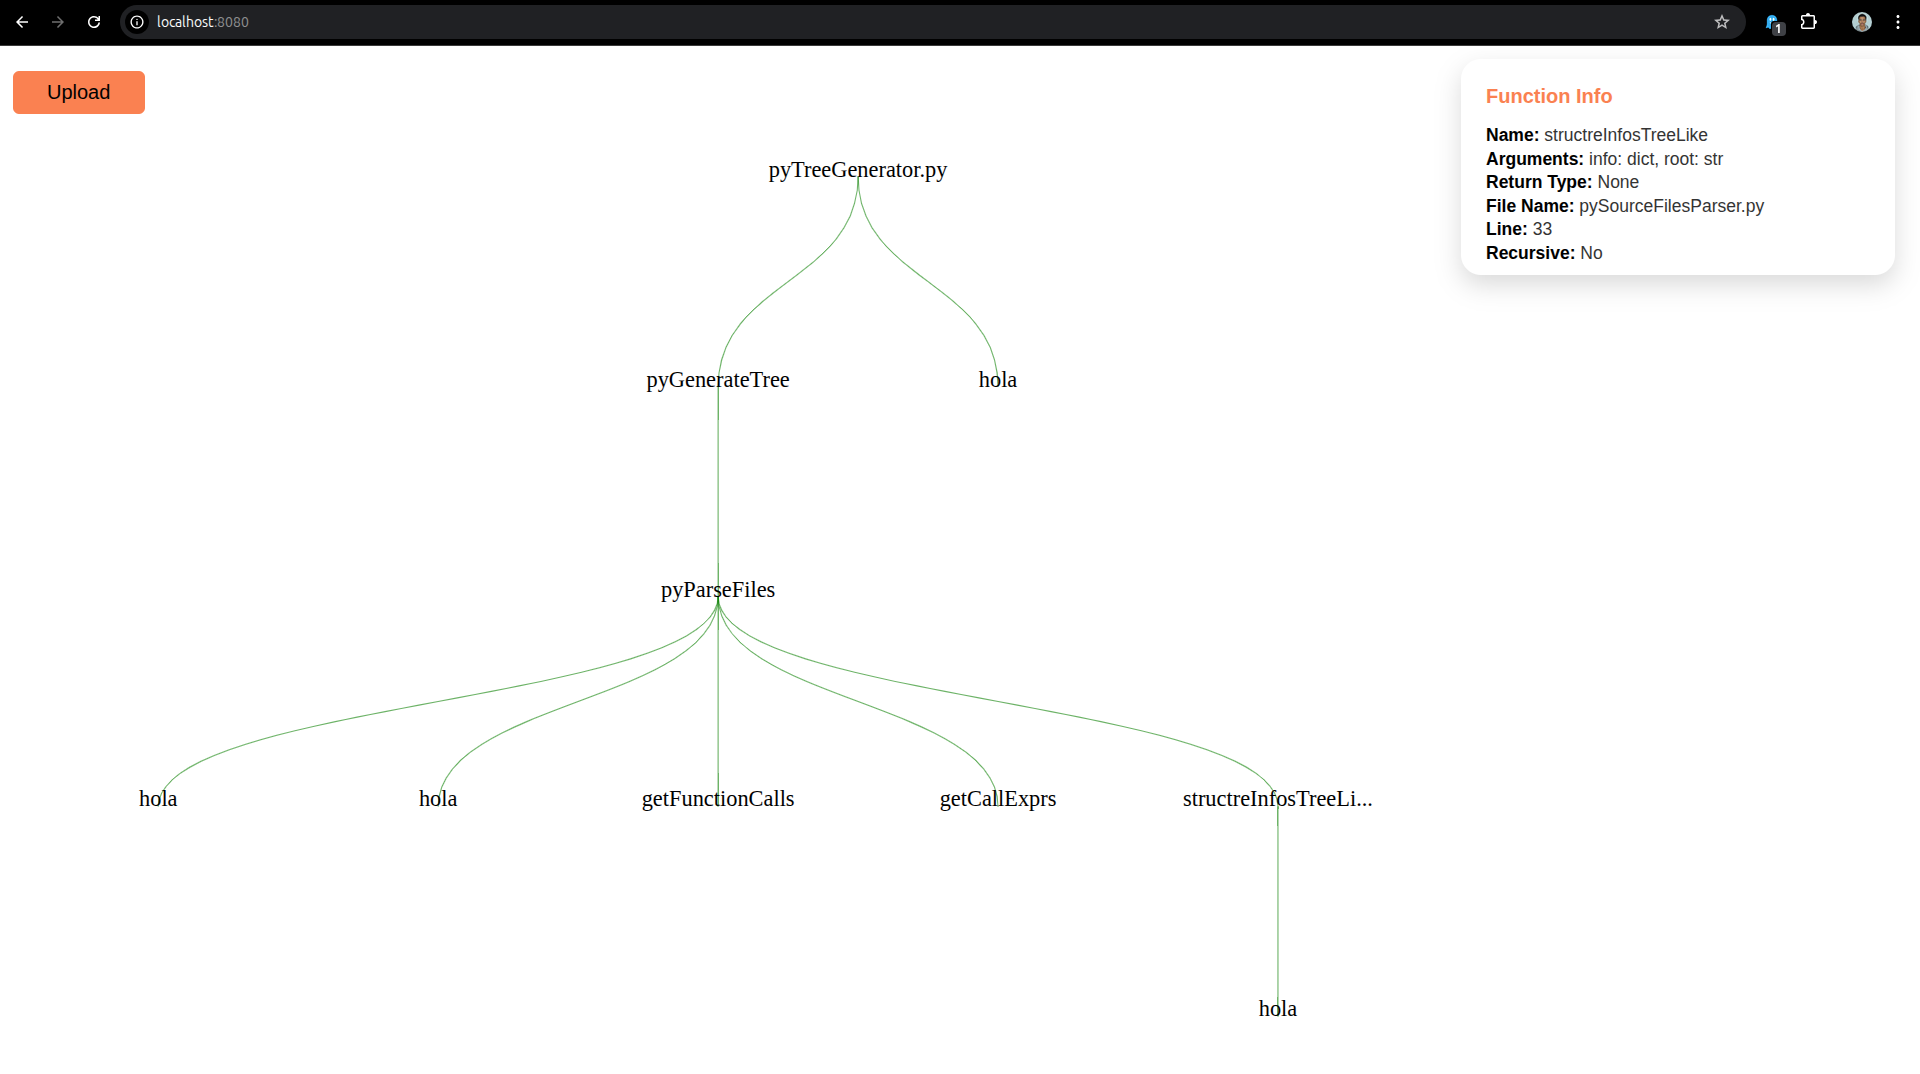 localhost:8080
1
Upload
Function Info
Name: structreInfosTreeLike
Arguments: info: dict, root: str
Return Type: None
File Name: pySourceFilesParser.py
Line: 33
Recursive: No
pyTreeGenerator.py
pyGenerateTree
hola
pyParseFiles
hola
hola
getFunctionCalls
getCallExprs
structreInfosTreeLi...
hola